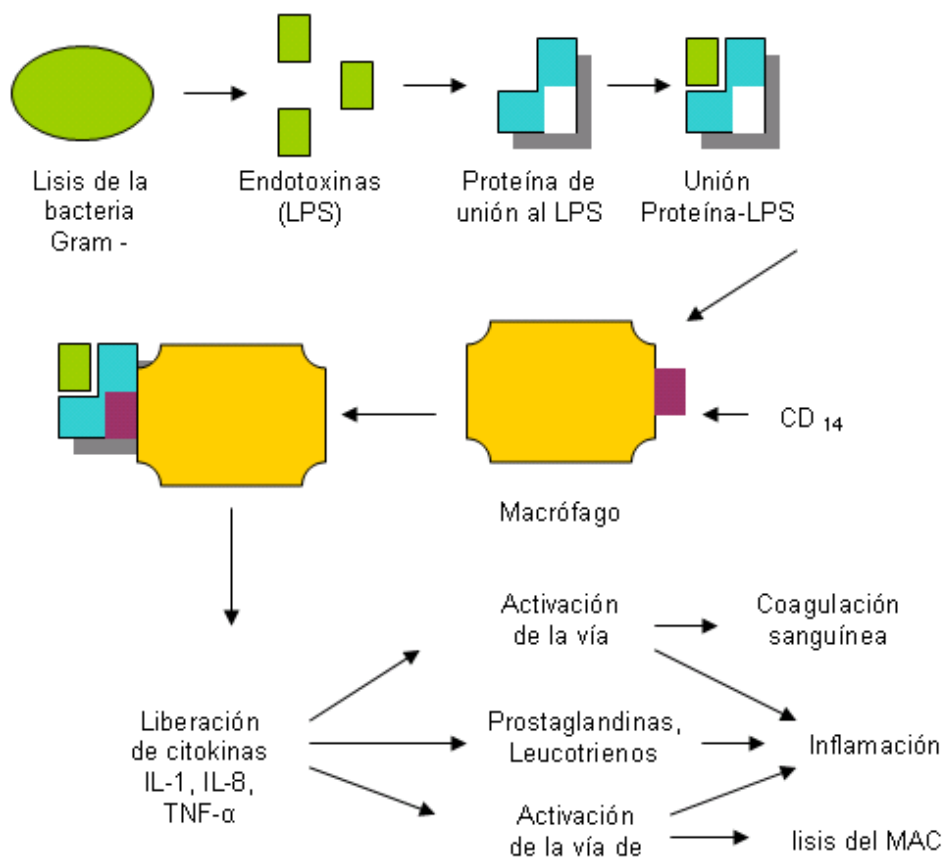 Lisis de la
bacteria
Gram -
Endotoxinas
(LPS)
Proteína de
unión al LPS
Unión
Proteína-LPS
CD 14
Macrófago
Activación
de la vía
Coagulación
sanguínea
Liberación
de citokinas
IL-1, IL-8,
TNF-α
Prostaglandinas,
Leucotrienos
Inflamación
Activación
de la vía de
lisis del MAC